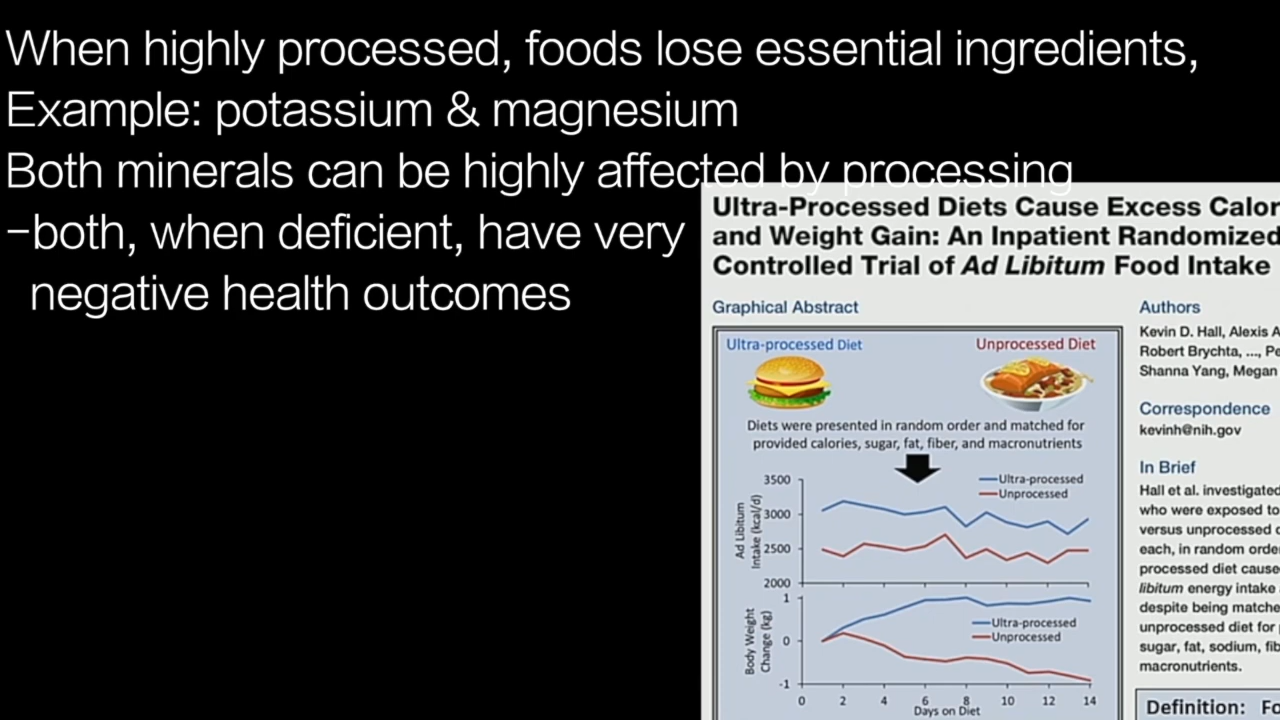 When highly processed, foods lose essential ingredients,
Example: potassium & magnesium
Both minerals can be highly affected by processing
-both, when deficient, have very
negative health outcomes
Ultra-Processed Diets Cause Excess Calor
and Weight Gain: An Inpatient Randomized
Controlled Trial of Ad Libitum Food Intake
Graphical Abstract
Ultra-processed Diet
Unprocessed Diet
Diets were presented in random order and matched for
provided calories, sugar, fat, fiber, and macronutrients
Ad Libitum
Intake (kcal/d)
3500
3000
2500
2000
Ultra-processed
Unprocessed
Body Weight
Change (kg)
1
0
-1
Ultra-processed
Unprocessed
0 2 4 6 8 10 12 14
Days on Diet
Authors
Kevin D. Hall, Alexis A
Robert Brychta, ..., Pe
Shanna Yang, Megan
Correspondence
kevinh@nih.gov
In Brief
Hall et al. investigated
who were exposed to
versus unprocessed d
each, in random orde
processed diet cause
libitum energy intake
despite being matche
unprocessed diet for p
sugar, fat, sodium, fib
macronutrients.
Definition: Fo